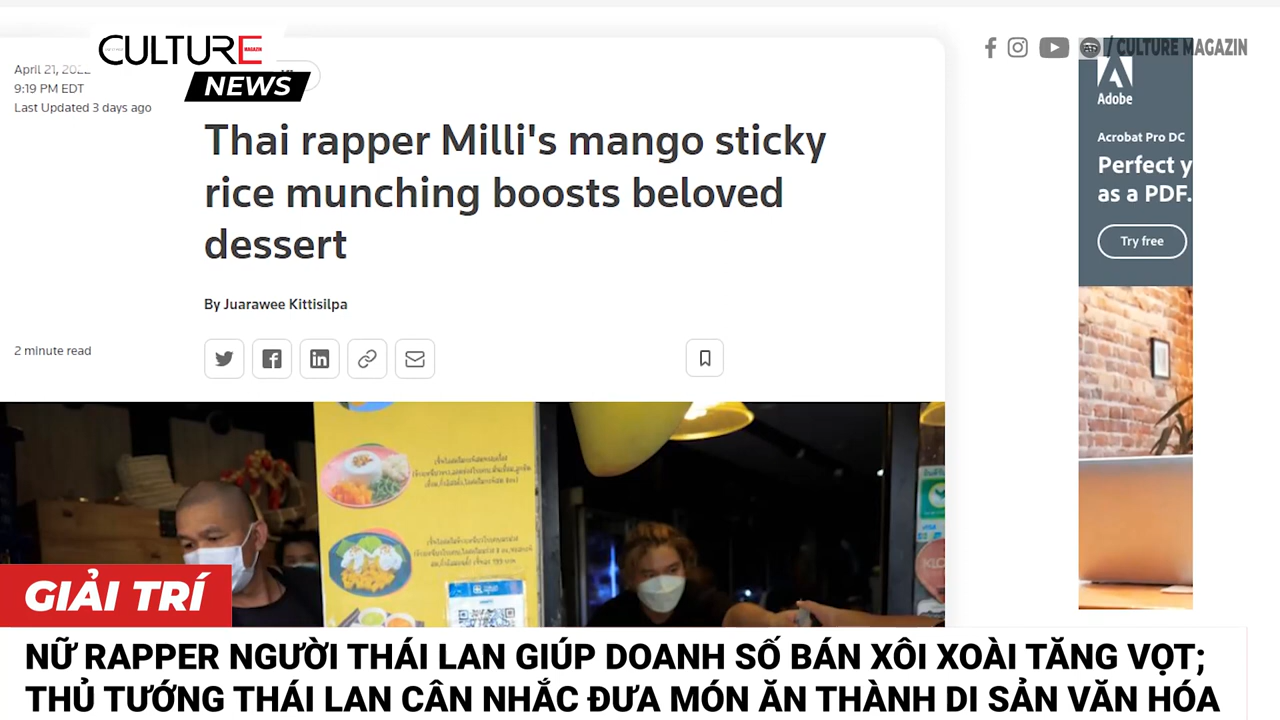 CULTURE
MAGAZIN
NEWS
/ CULTURE MAGAZIN
April 21, 2022
9:19 PM EDT
Last Updated 3 days ago
Thai rapper Milli's mango sticky
rice munching boosts beloved
dessert
By Juarawee Kittisilpa
2 minute read
Adobe
Acrobat Pro DC
Perfect y
as a PDF.
Try free
GIẢI TRÍ
NỮ RAPPER NGƯỜI THÁI LAN GIÚP DOANH SỐ BÁN XÔI XOÀI TĂNG VỌT;
THỦ TƯỚNG THÁI LAN CÂN NHẮC ĐƯA MÓN ĂN THÀNH DI SẢN VĂN HÓA